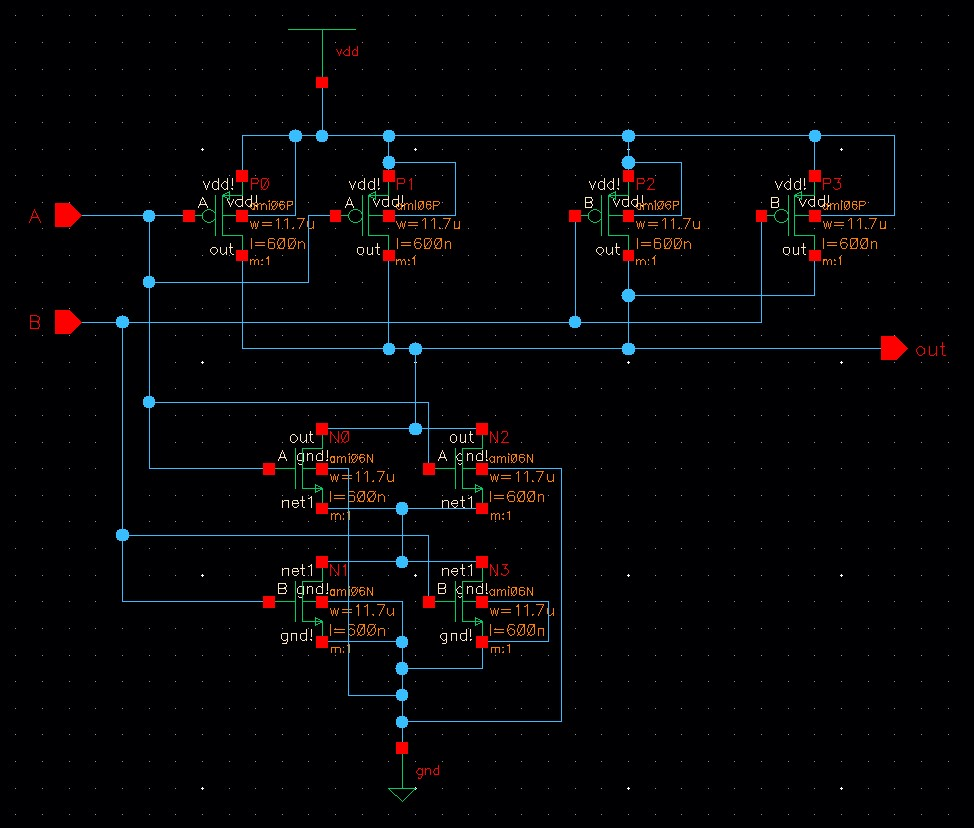 vdd
vdd! P0
A vdd! ami06P
w=11.7u
l=600n
out m:1
vdd! P1
A vdd! ami06P
w=11.7u
l=600n
out m:1
vdd! P2
B vdd! ami06P
w=11.7u
l=600n
out m:1
vdd! P3
B vdd! ami06P
w=11.7u
l=600n
out m:1
A
B
out
out N0
A gnd! ami06N
w=11.7u
l=600n
net1 m:1
out N2
A gnd! ami06N
w=11.7u
l=600n
net1 m:1
net1 N1
B gnd! ami06N
w=11.7u
l=600n
gnd! m:1
net1 N3
B gnd! ami06N
w=11.7u
l=600n
gnd! m:1
gnd